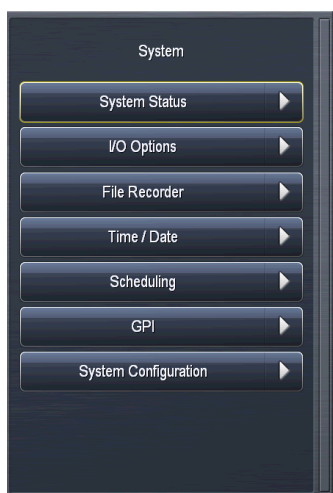 System
System Status
I/O Options
File Recorder
Time / Date
Scheduling
GPI
System Configuration